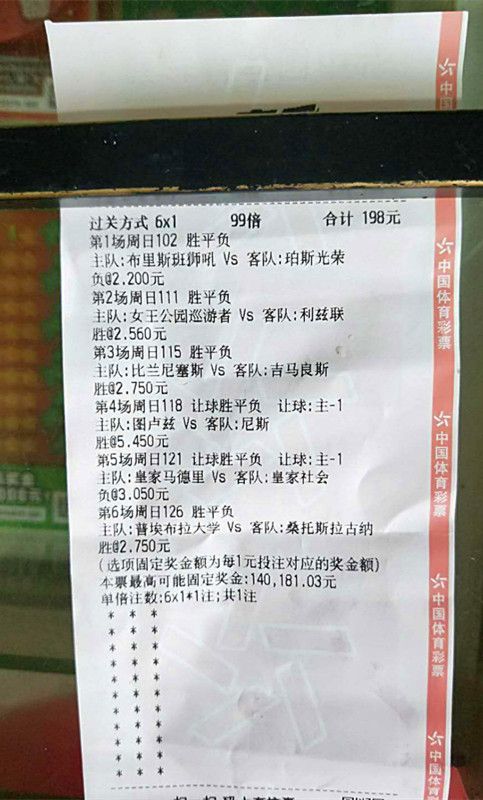 过关方式 6x1 99倍 合计 198元
第1场周日102 胜平负
主队:布里斯班狮吼 Vs 客队:珀斯光荣
负@2.200元
第2场周日111 胜平负
主队:女王公园巡游者 Vs 客队:利兹联
胜@2.560元
第3场周日115 胜平负
主队:比兰尼塞斯 Vs 客队:吉马良斯
胜@2.750元
第4场周日118 让球胜平负 让球:主-1
主队:图卢兹 Vs 客队:尼斯
胜@5.450元
第5场周日121 让球胜平负 让球:主-1
主队:皇家马德里 Vs 客队:皇家社会
负@3.050元
第6场周日126 胜平负
主队:普埃布拉大学 Vs 客队:桑托斯拉古纳
胜@2.750元
(选项固定奖金额为每1元投注对应的奖金额)
本票最高可能固定奖金:140,181.03元
单倍注数:6x1*1注;共1注
* * *
* * *
* * *
* * *
* * *
* * *
* * *
* * *
* * *
* * *
* * *
中国
中国体育彩票
中国体育彩票
中国体育彩票
中国体育